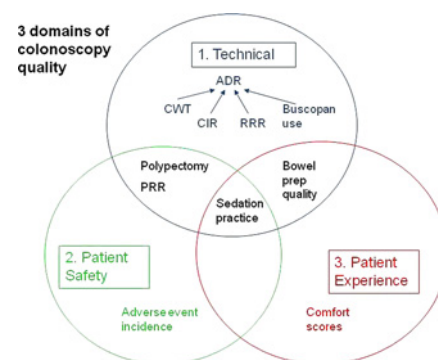 3 domains of
colonoscopy
quality
1. Technical
ADR
CWT
Buscopan
use
CIR
RRR
Polypectomy
PRR
Bowel
prep
quality
Sedation
practice
2. Patient
Safety
3. Patient
Experience
Adverse event
incidence
Comfort
scores